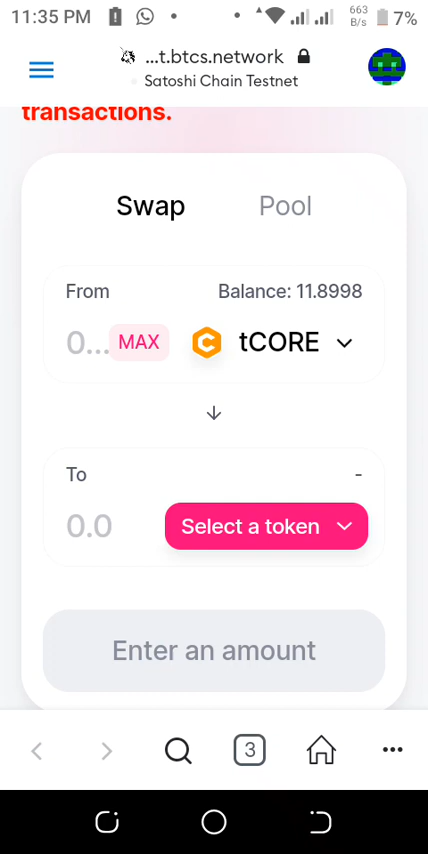 11:35 PM 663 B/s 7%
...t.btcs.network
Satoshi Chain Testnet
transactions.
Swap Pool
From Balance: 11.8998
0... MAX tCORE
To -
0.0 Select a token
Enter an amount
3